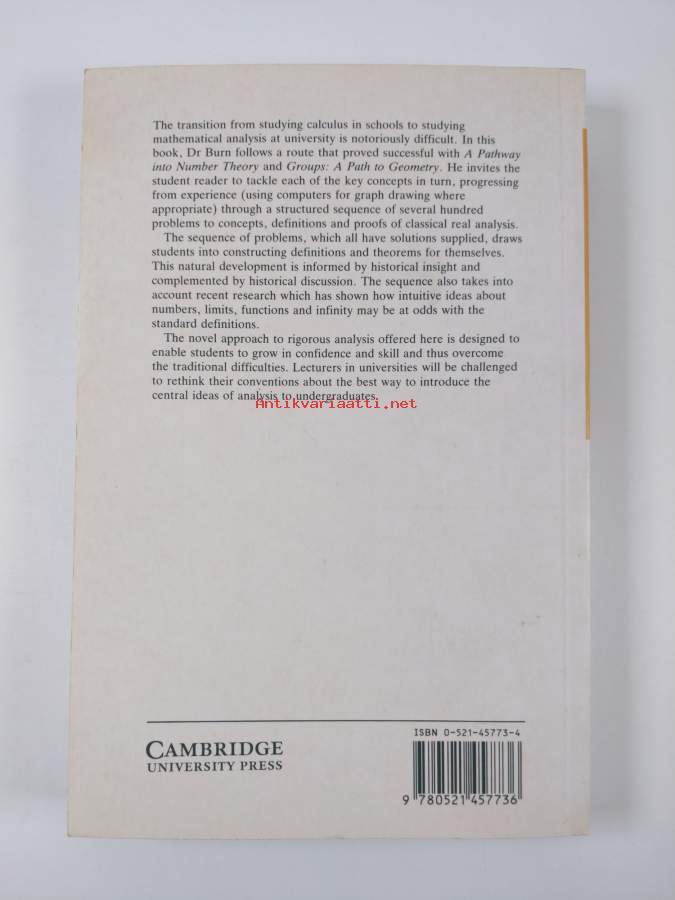 The transition from studying calculus in schools to studying
mathematical analysis at university is notoriously difficult. In this
book, Dr Burn follows a route that proved successful with A Pathway
into Number Theory and Groups: A Path to Geometry. He invites the
student reader to tackle each of the key concepts in turn, progressing
from experience (using computers for graph drawing where
appropriate) through a structured sequence of several hundred
problems to concepts, definitions and proofs of classical real analysis.
The sequence of problems, which all have solutions supplied, draws
students into constructing definitions and theorems for themselves.
This natural development is informed by historical insight and
complemented by historical discussion. The sequence also takes into
account recent research which has shown how intuitive ideas about
numbers, limits, functions and infinity may be at odds with the
standard definitions.
The novel approach to rigorous analysis offered here is designed to
enable students to grow in confidence and skill and thus overcome
the traditional difficulties. Lecturers in universities will be challenged
to rethink their conventions about the best way to introduce the
central ideas of analysis to undergraduates.
Antikvariaatti.net
CAMBRIDGE
UNIVERSITY PRESS
ISBN 0-521-45773-4
9 780521 457736